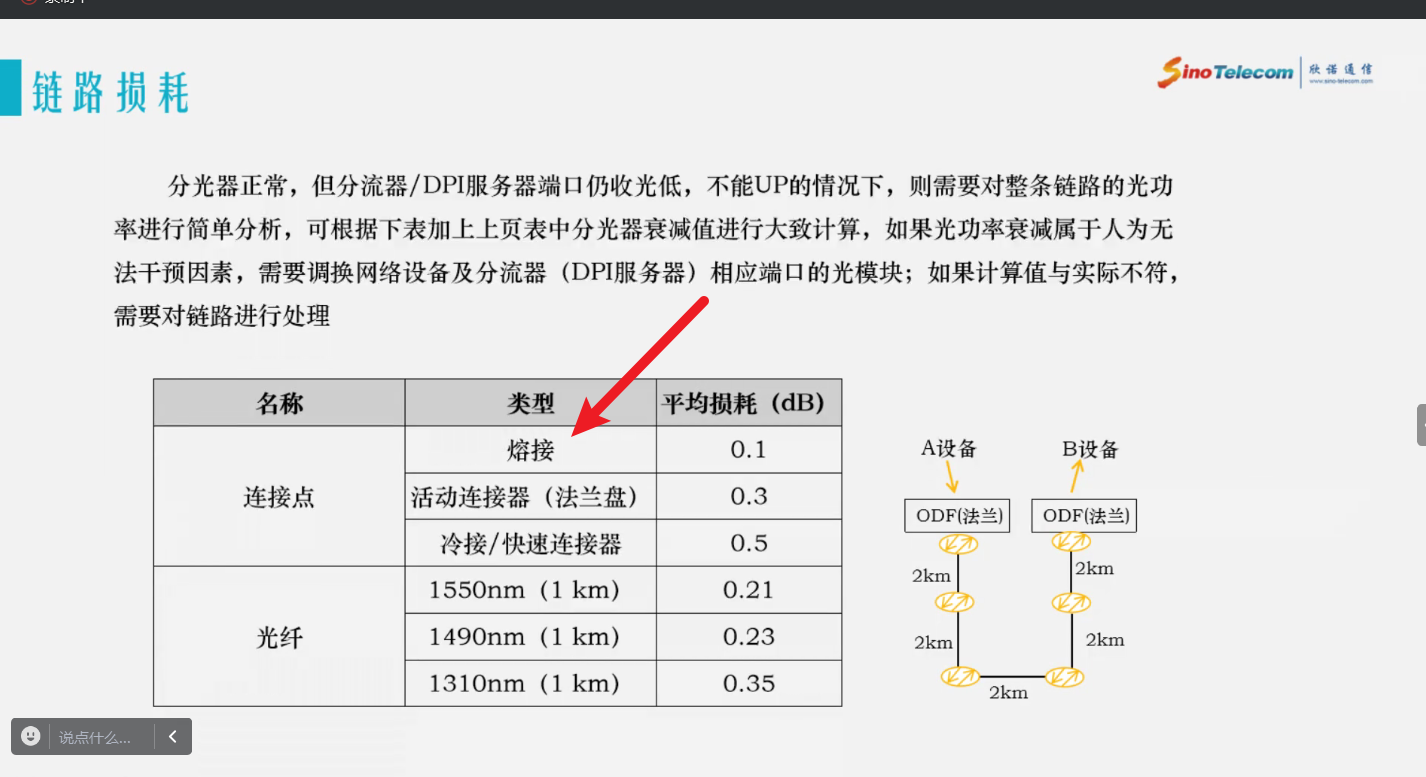 链路损耗
SinoTelecom 欣诺通信
www.sino-telecom.com
分光器正常，但分流器/DPI服务器端口仍收光低，不能UP的情况下，则需要对整条链路的光功
率进行简单分析，可根据下表加上上页表中分光器衰减值进行大致计算，如果光功率衰减属于人为无
法干预因素，需要调换网络设备及分流器（DPI服务器）相应端口的光模块；如果计算值与实际不符，
需要对链路进行处理
名称 类型 平均损耗（dB）
连接点 熔接 0.1
活动连接器（法兰盘） 0.3
冷接/快速连接器 0.5
光纤 1550nm（1 km） 0.21
1490nm（1 km） 0.23
1310nm（1 km） 0.35
A设备 B设备
ODF(法兰) ODF(法兰)
2km 2km
2km 2km
2km
说点什么...